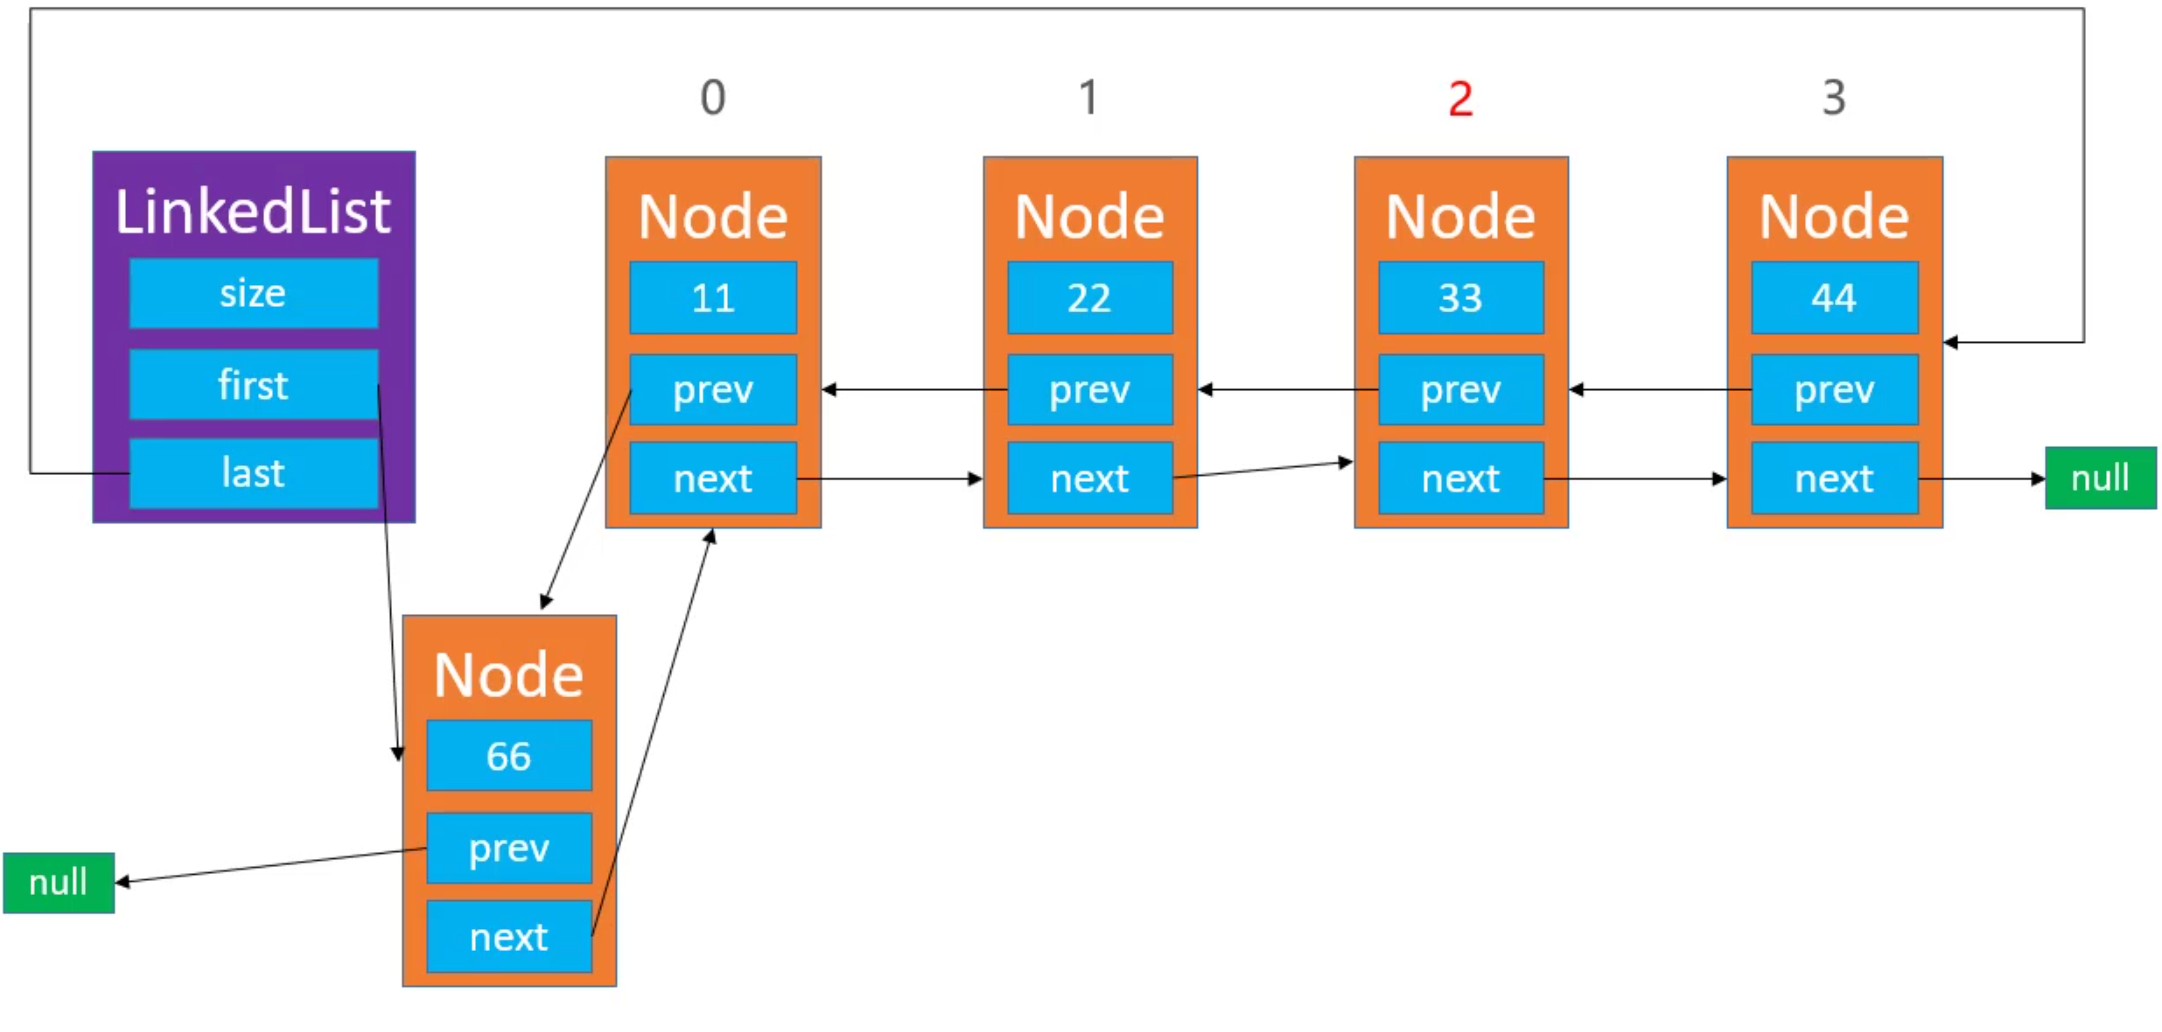 0
1
2
3
LinkedList
size
first
last
Node
11
prev
next
Node
22
prev
next
Node
33
prev
next
Node
44
prev
next
null
Node
66
prev
next
null